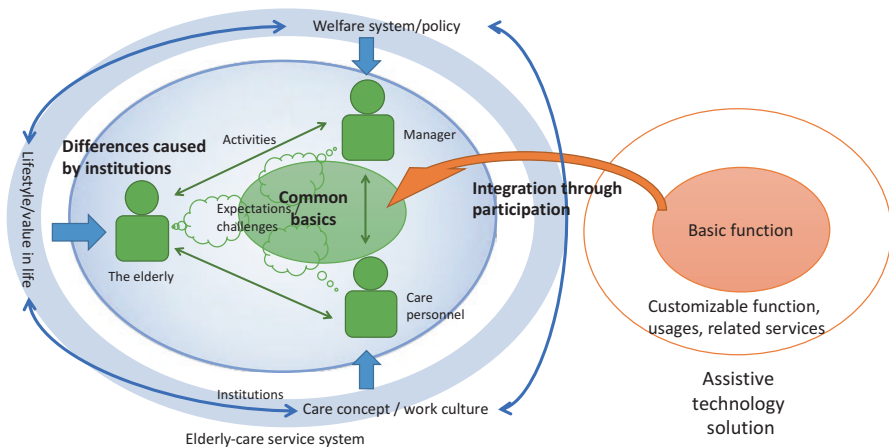 Welfare system/policy
Differences caused
by institutions
Activities
Manager
Lifestyle/value in life
Expectations /
challenges
Common
basics
Integration through
participation
Basic function
The elderly
Care
personnel
Customizable function,
usages, related services
Institutions
Care concept / work culture
Elderly-care service system
Assistive
technology
solution